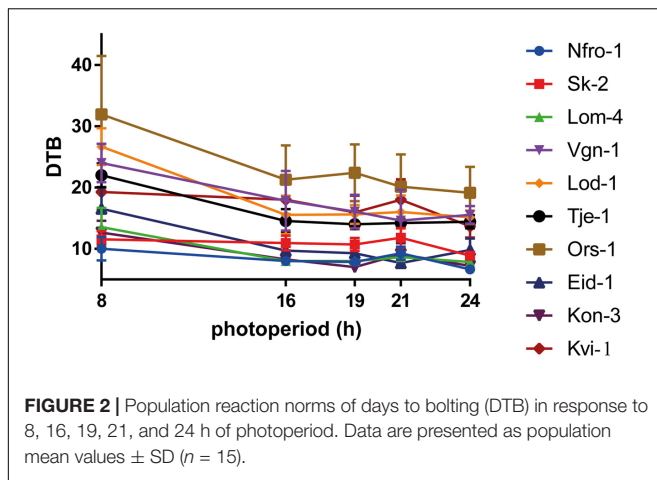 40
30
20
10
DTB
8
16
19
21
24
photoperiod (h)
Nfro-1
Sk-2
Lom-4
Vgn-1
Lod-1
Tje-1
Ors-1
Eid-1
Kon-3
Kvi-1
FIGURE 2 | Population reaction norms of days to bolting (DTB) in response to
8, 16, 19, 21, and 24 h of photoperiod. Data are presented as population
mean values ± SD (n = 15).